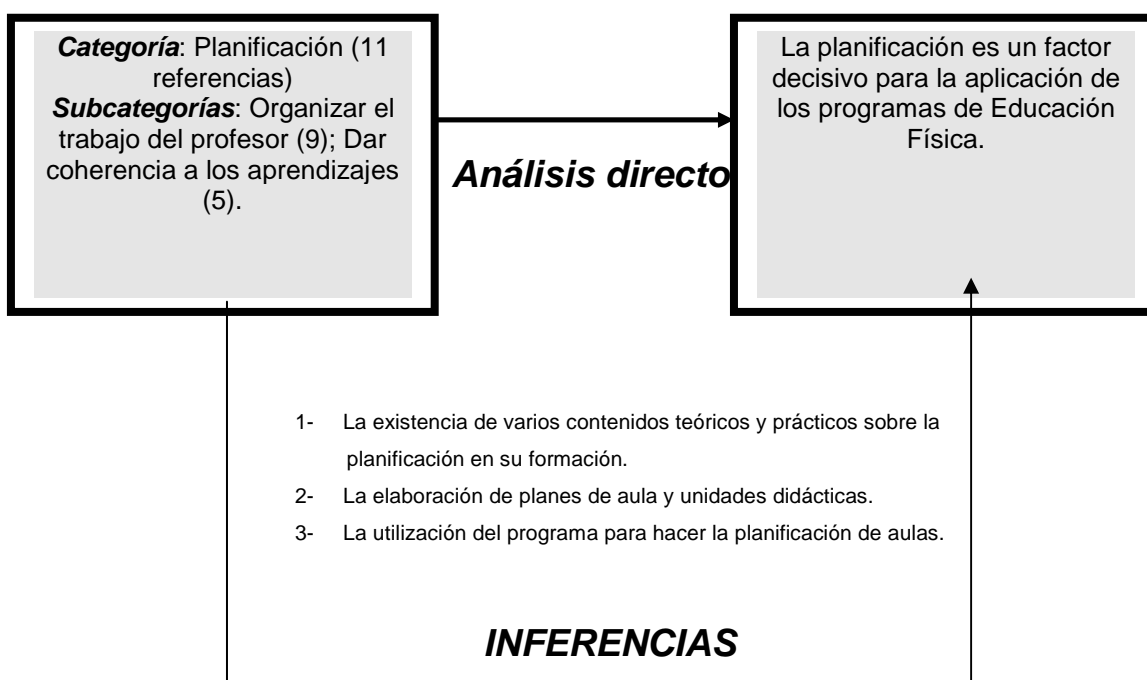 Categoría: Planificación (11
referencias)
Subcategorías: Organizar el
trabajo del profesor (9); Dar
coherencia a los aprendizajes
(5).
Análisis directo
La planificación es un factor
decisivo para la aplicación de
los programas de Educación
Física.
1- La existencia de varios contenidos teóricos y prácticos sobre la
planificación en su formación.
2- La elaboración de planes de aula y unidades didácticas.
3- La utilización del programa para hacer la planificación de aulas.
INFERENCIAS